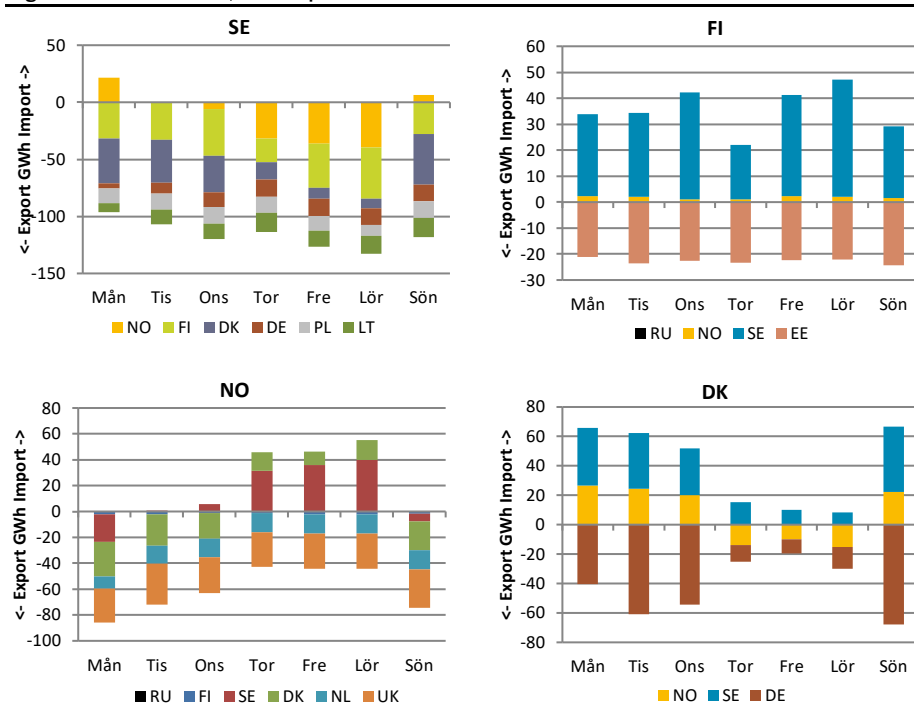 SE
<- Export GWh Import ->
50
0
-50
-100
-150
Mån Tis Ons Tor Fre Lör Sön
NO FI DK DE PL LT
FI
<- Export GWh Import ->
60
50
40
30
20
10
0
-10
-20
-30
Mån Tis Ons Tor Fre Lör Sön
RU NO SE EE
NO
<- Export GWh Import ->
80
60
40
20
0
-20
-40
-60
-80
-100
Mån Tis Ons Tor Fre Lör Sön
RU FI SE DK NL UK
DK
<- Export GWh Import ->
80
60
40
20
0
-20
-40
-60
-80
Mån Tis Ons Tor Fre Lör Sön
NO SE DE